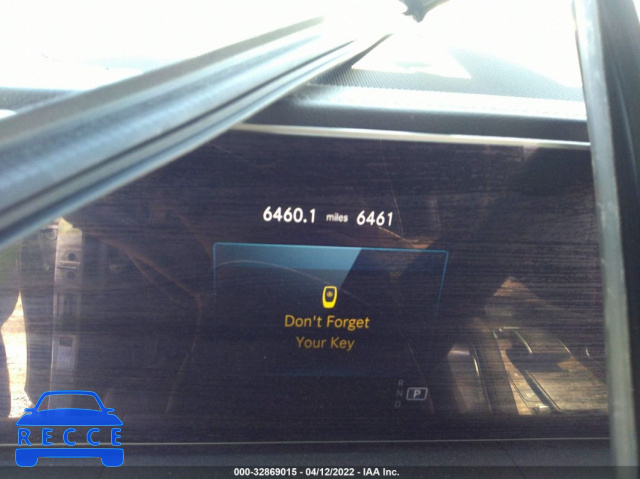 6460.1 miles 6461
Don't Forget
Your Key
R
N P
D
RECCE
000-32869015 - 04/12/2022 - IAA Inc.